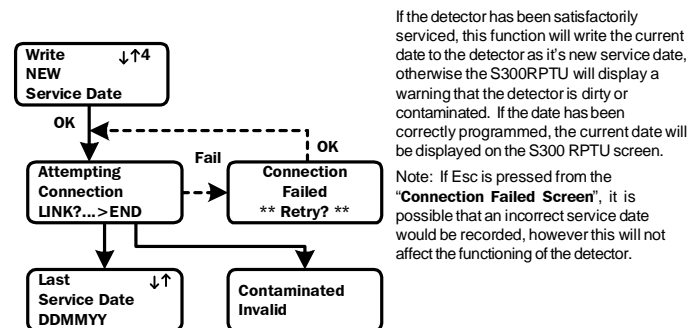 Write ↓↑4
NEW
Service Date
OK
Attempting
Connection
LINK?...>END
Fail
OK
Connection
Failed
** Retry? **
Last ↓↑
Service Date
DDMMYY
Contaminated
Invalid
If the detector has been satisfactorily
serviced, this function will write the current
date to the detector as it's new service date,
otherwise the S300RPTU will display a
warning that the detector is dirty or
contaminated. If the date has been
correctly programmed, the current date will
be displayed on the S300 RPTU screen.
Note: If Esc is pressed from the
“Connection Failed Screen”, it is
possible that an incorrect service date
would be recorded, however this will not
affect the functioning of the detector.